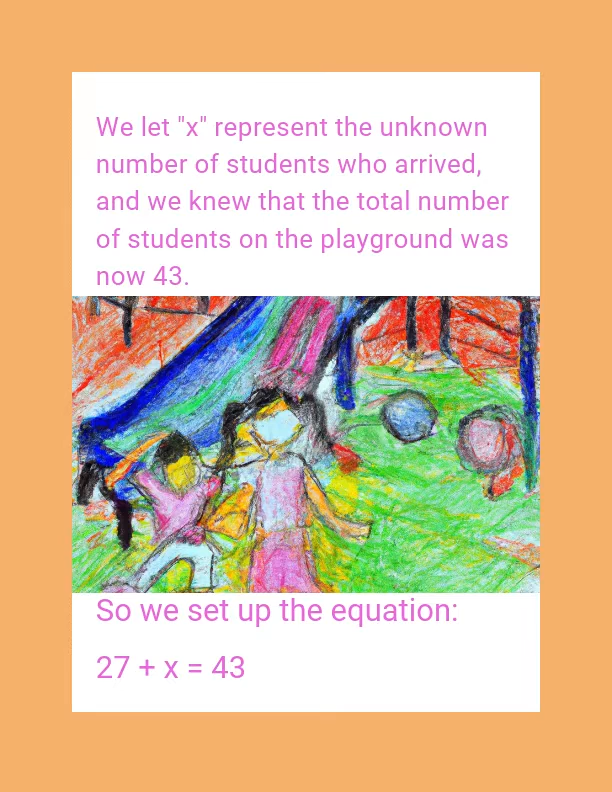 We let "x" represent the unknown
number of students who arrived,
and we knew that the total number
of students on the playground was
now 43.
So we set up the equation:
27 + x = 43